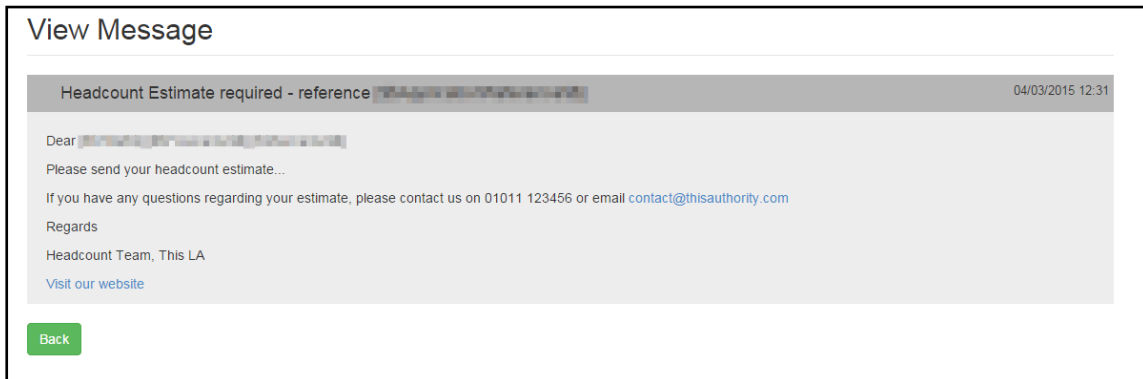 View Message
Headcount Estimate required - reference
04/03/2015 12:31
Dear
Please send your headcount estimate...
If you have any questions regarding your estimate, please contact us on 01011 123456 or email contact@thisauthority.com
Regards
Headcount Team, This LA
Visit our website
Back